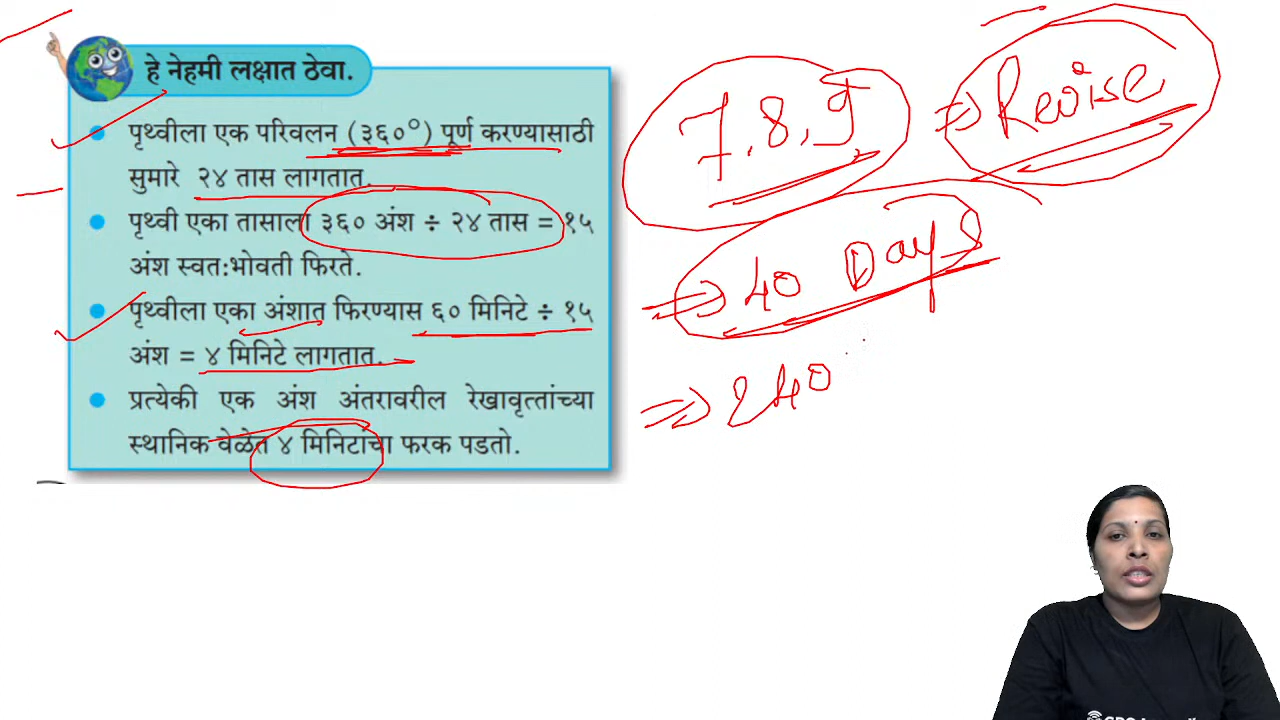 हे नेहमी लक्षात ठेवा.
पृथ्वीला एक परिवलन (३६०°) पूर्ण करण्यासाठी
सुमारे २४ तास लागतात.
पृथ्वी एका तासाला ३६० अंश ÷ २४ तास = १५
अंश स्वत:भोवती फिरते.
पृथ्वीला एका अंशात फिरण्यास ६० मिनिटे ÷ १५
अंश = ४ मिनिटे लागतात.
प्रत्येकी एक अंश अंतरावरील रेखावृत्तांच्या
स्थानिक वेळेत ४ मिनिटांचा फरक पडतो.
7, 8, 9 ⇒ Revise
⇒ 40 Days
⇒ 240